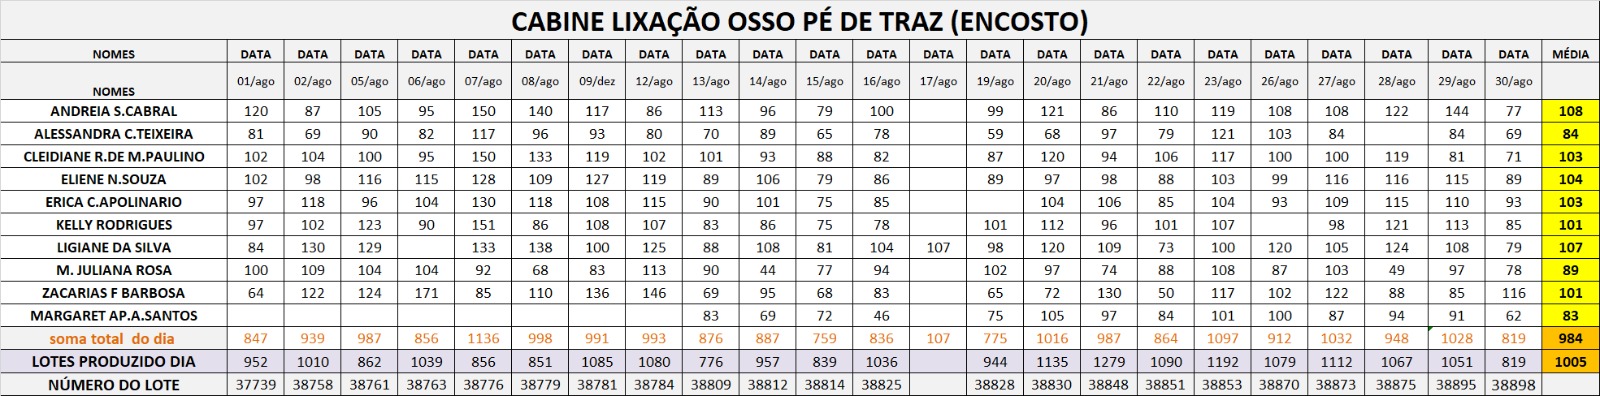 CABINE LIXAÇÃO OSSO PÉ DE TRAZ (ENCOSTO)
NOMES DATA DATA DATA DATA DATA DATA DATA DATA DATA DATA DATA DATA DATA DATA DATA DATA DATA DATA DATA DATA DATA DATA DATA MÉDIA
NOMES 01/ago 02/ago 05/ago 06/ago 07/ago 08/ago 09/dez 12/ago 13/ago 14/ago 15/ago 16/ago 17/ago 19/ago 20/ago 21/ago 22/ago 23/ago 26/ago 27/ago 28/ago 29/ago 30/ago
ANDREIA S.CABRAL 120 87 105 95 150 140 117 86 113 96 79 100 99 121 86 110 119 108 108 122 144 77 108
ALESSANDRA C.TEIXEIRA 81 69 90 82 117 96 93 80 70 89 65 78 59 68 97 79 121 103 84 84 69 84
CLEIDIANE R.DE M.PAULINO 102 104 100 95 150 133 119 102 101 93 88 82 87 120 94 106 117 100 100 119 81 71 103
ELIENE N.SOUZA 102 98 116 115 128 109 127 119 89 106 79 86 89 97 98 88 103 99 116 116 115 89 104
ERICA C.APOLINARIO 97 118 96 104 130 118 108 115 90 101 75 85 104 106 85 104 93 109 115 110 93 103
KELLY RODRIGUES 97 102 123 90 151 86 108 107 83 86 75 78 101 112 96 101 107 98 121 113 85 101
LIGIANE DA SILVA 84 130 129 133 138 100 125 88 108 81 104 107 98 120 109 73 100 120 105 124 108 79 107
M. JULIANA ROSA 100 109 104 104 92 68 83 113 90 44 77 94 102 97 74 88 108 87 103 49 97 78 89
ZACARIAS F BARBOSA 64 122 124 171 85 110 136 146 69 95 68 83 65 72 130 50 117 102 122 88 85 116 101
MARGARET AP.A.SANTOS 83 69 72 46 75 105 97 84 101 100 87 94 91 62 83
soma total do dia 847 939 987 856 1136 998 991 993 876 887 759 836 107 775 1016 987 864 1097 912 1032 948 1028 819 984
LOTES PRODUZIDO DIA 952 1010 862 1039 856 851 1085 1080 776 957 839 1036 944 1135 1279 1090 1192 1079 1112 1067 1051 819 1005
NÚMERO DO LOTE 37739 38758 38761 38763 38776 38779 38781 38784 38809 38812 38814 38825 38828 38830 38848 38851 38853 38870 38873 38875 38895 38898